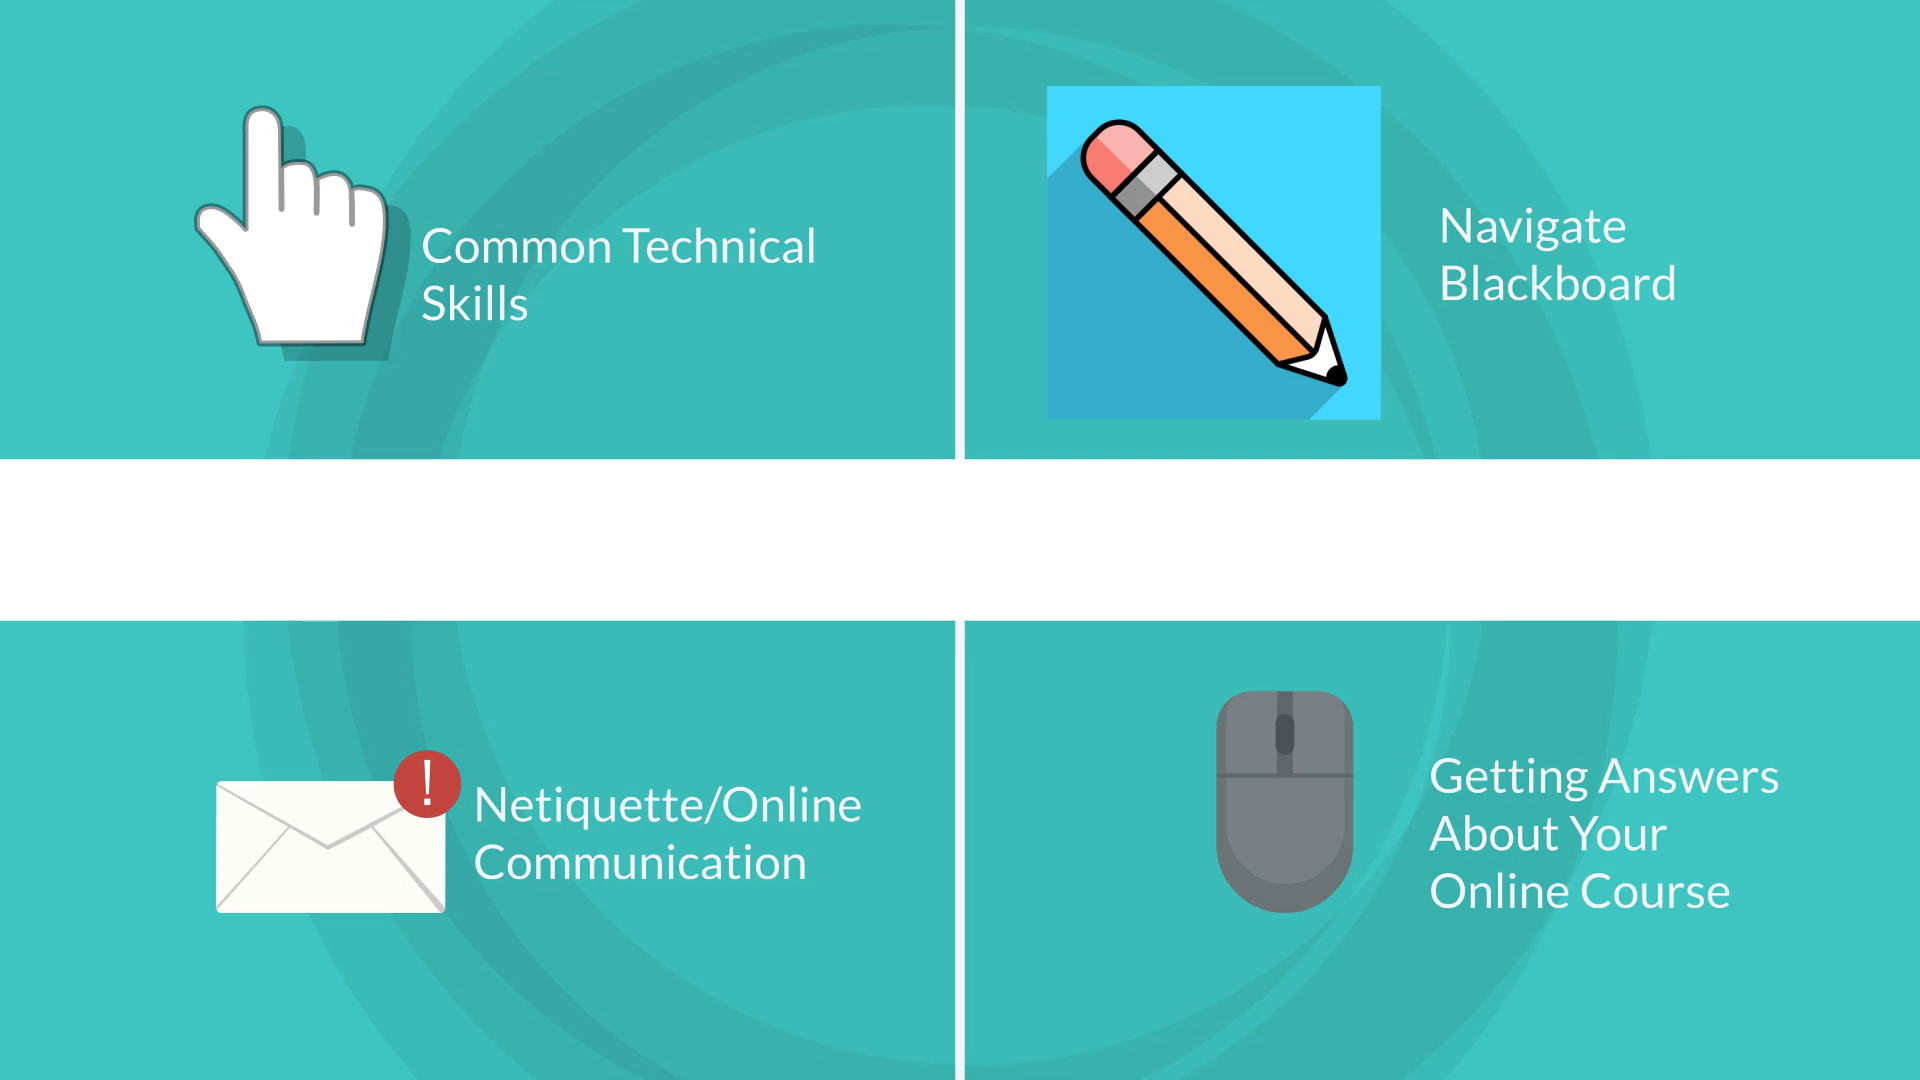 Common Technical
Skills
Navigate
Blackboard
!
Netiquette/Online
Communication
Getting Answers
About Your
Online Course